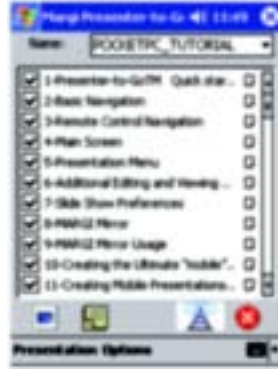 Margi Presenter-to-Go 11:49
Name: POCKETPC_TUTORIAL
1-Presenter-to-GoTM Quick star...
2-Basic Navigation
3-Remote Control Navigation
4-Main Screen
5-Presentation Menu
6-Additional Editing and Viewing ...
7-Slide Show Preferences
8-MARGI Mirror
9-MARGI Mirror Usage
10-Creating the Ultimate "mobile"..
11-Creating Mobile Presentations...
Presentation Options